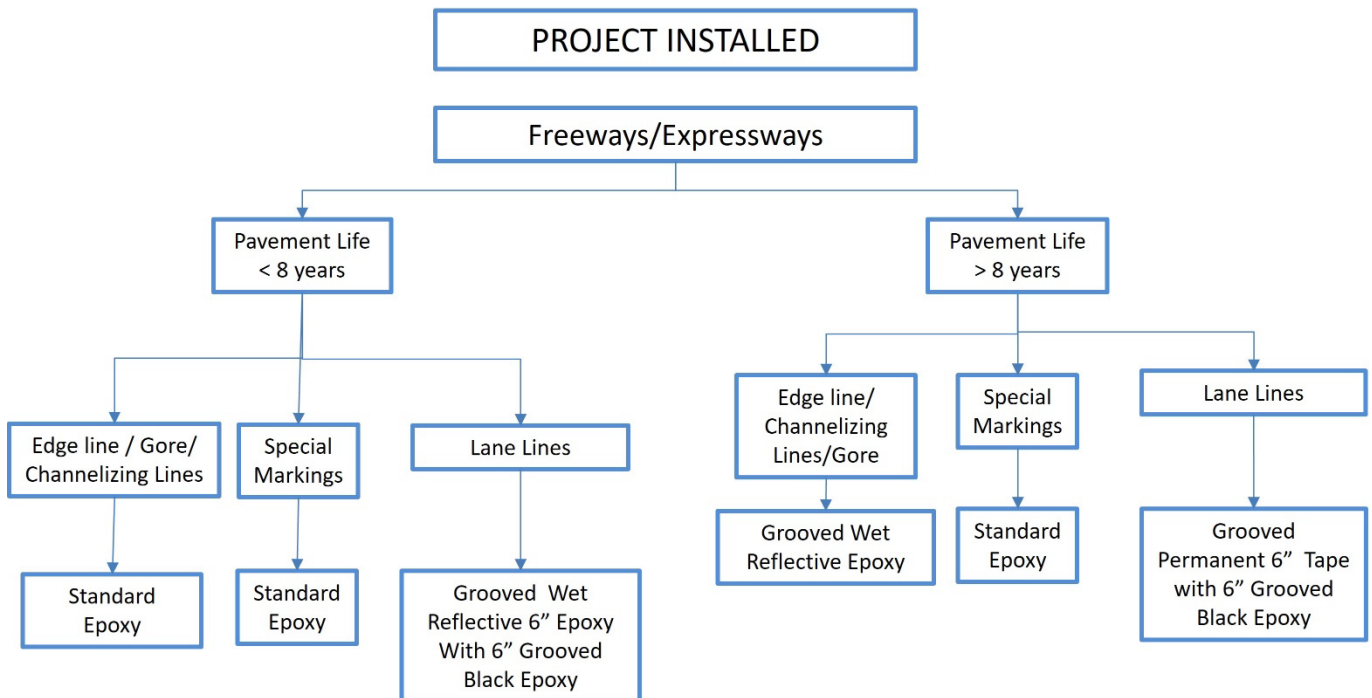 PROJECT INSTALLED
Freeways/Expressways
Pavement Life
< 8 years
Pavement Life
> 8 years
Edge line / Gore/
Channelizing Lines
Special
Markings
Lane Lines
Edge line/
Channelizing
Lines/Gore
Special
Markings
Lane Lines
Standard
Epoxy
Standard
Epoxy
Grooved Wet
Reflective 6” Epoxy
With 6” Grooved
Black Epoxy
Grooved Wet
Reflective Epoxy
Standard
Epoxy
Grooved
Permanent 6” Tape
with 6” Grooved
Black Epoxy